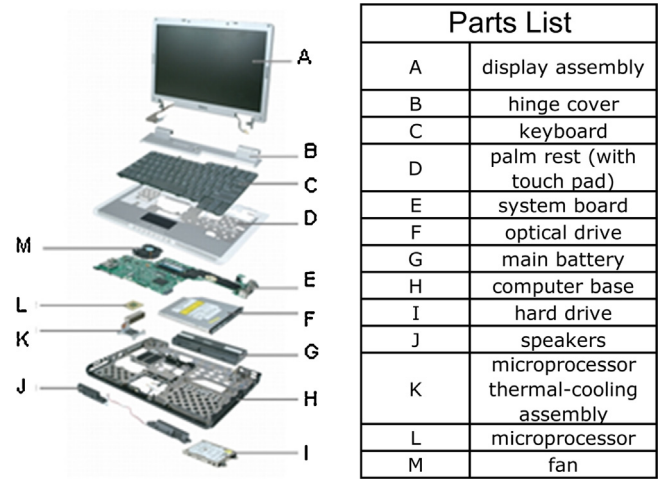 A
B
C
D
M
E
L
F
K
G
J
H
I
Parts List
A display assembly
B hinge cover
C keyboard
D palm rest (with
touch pad)
E system board
F optical drive
G main battery
H computer base
I hard drive
J speakers
K microprocessor
thermal-cooling
assembly
L microprocessor
M fan